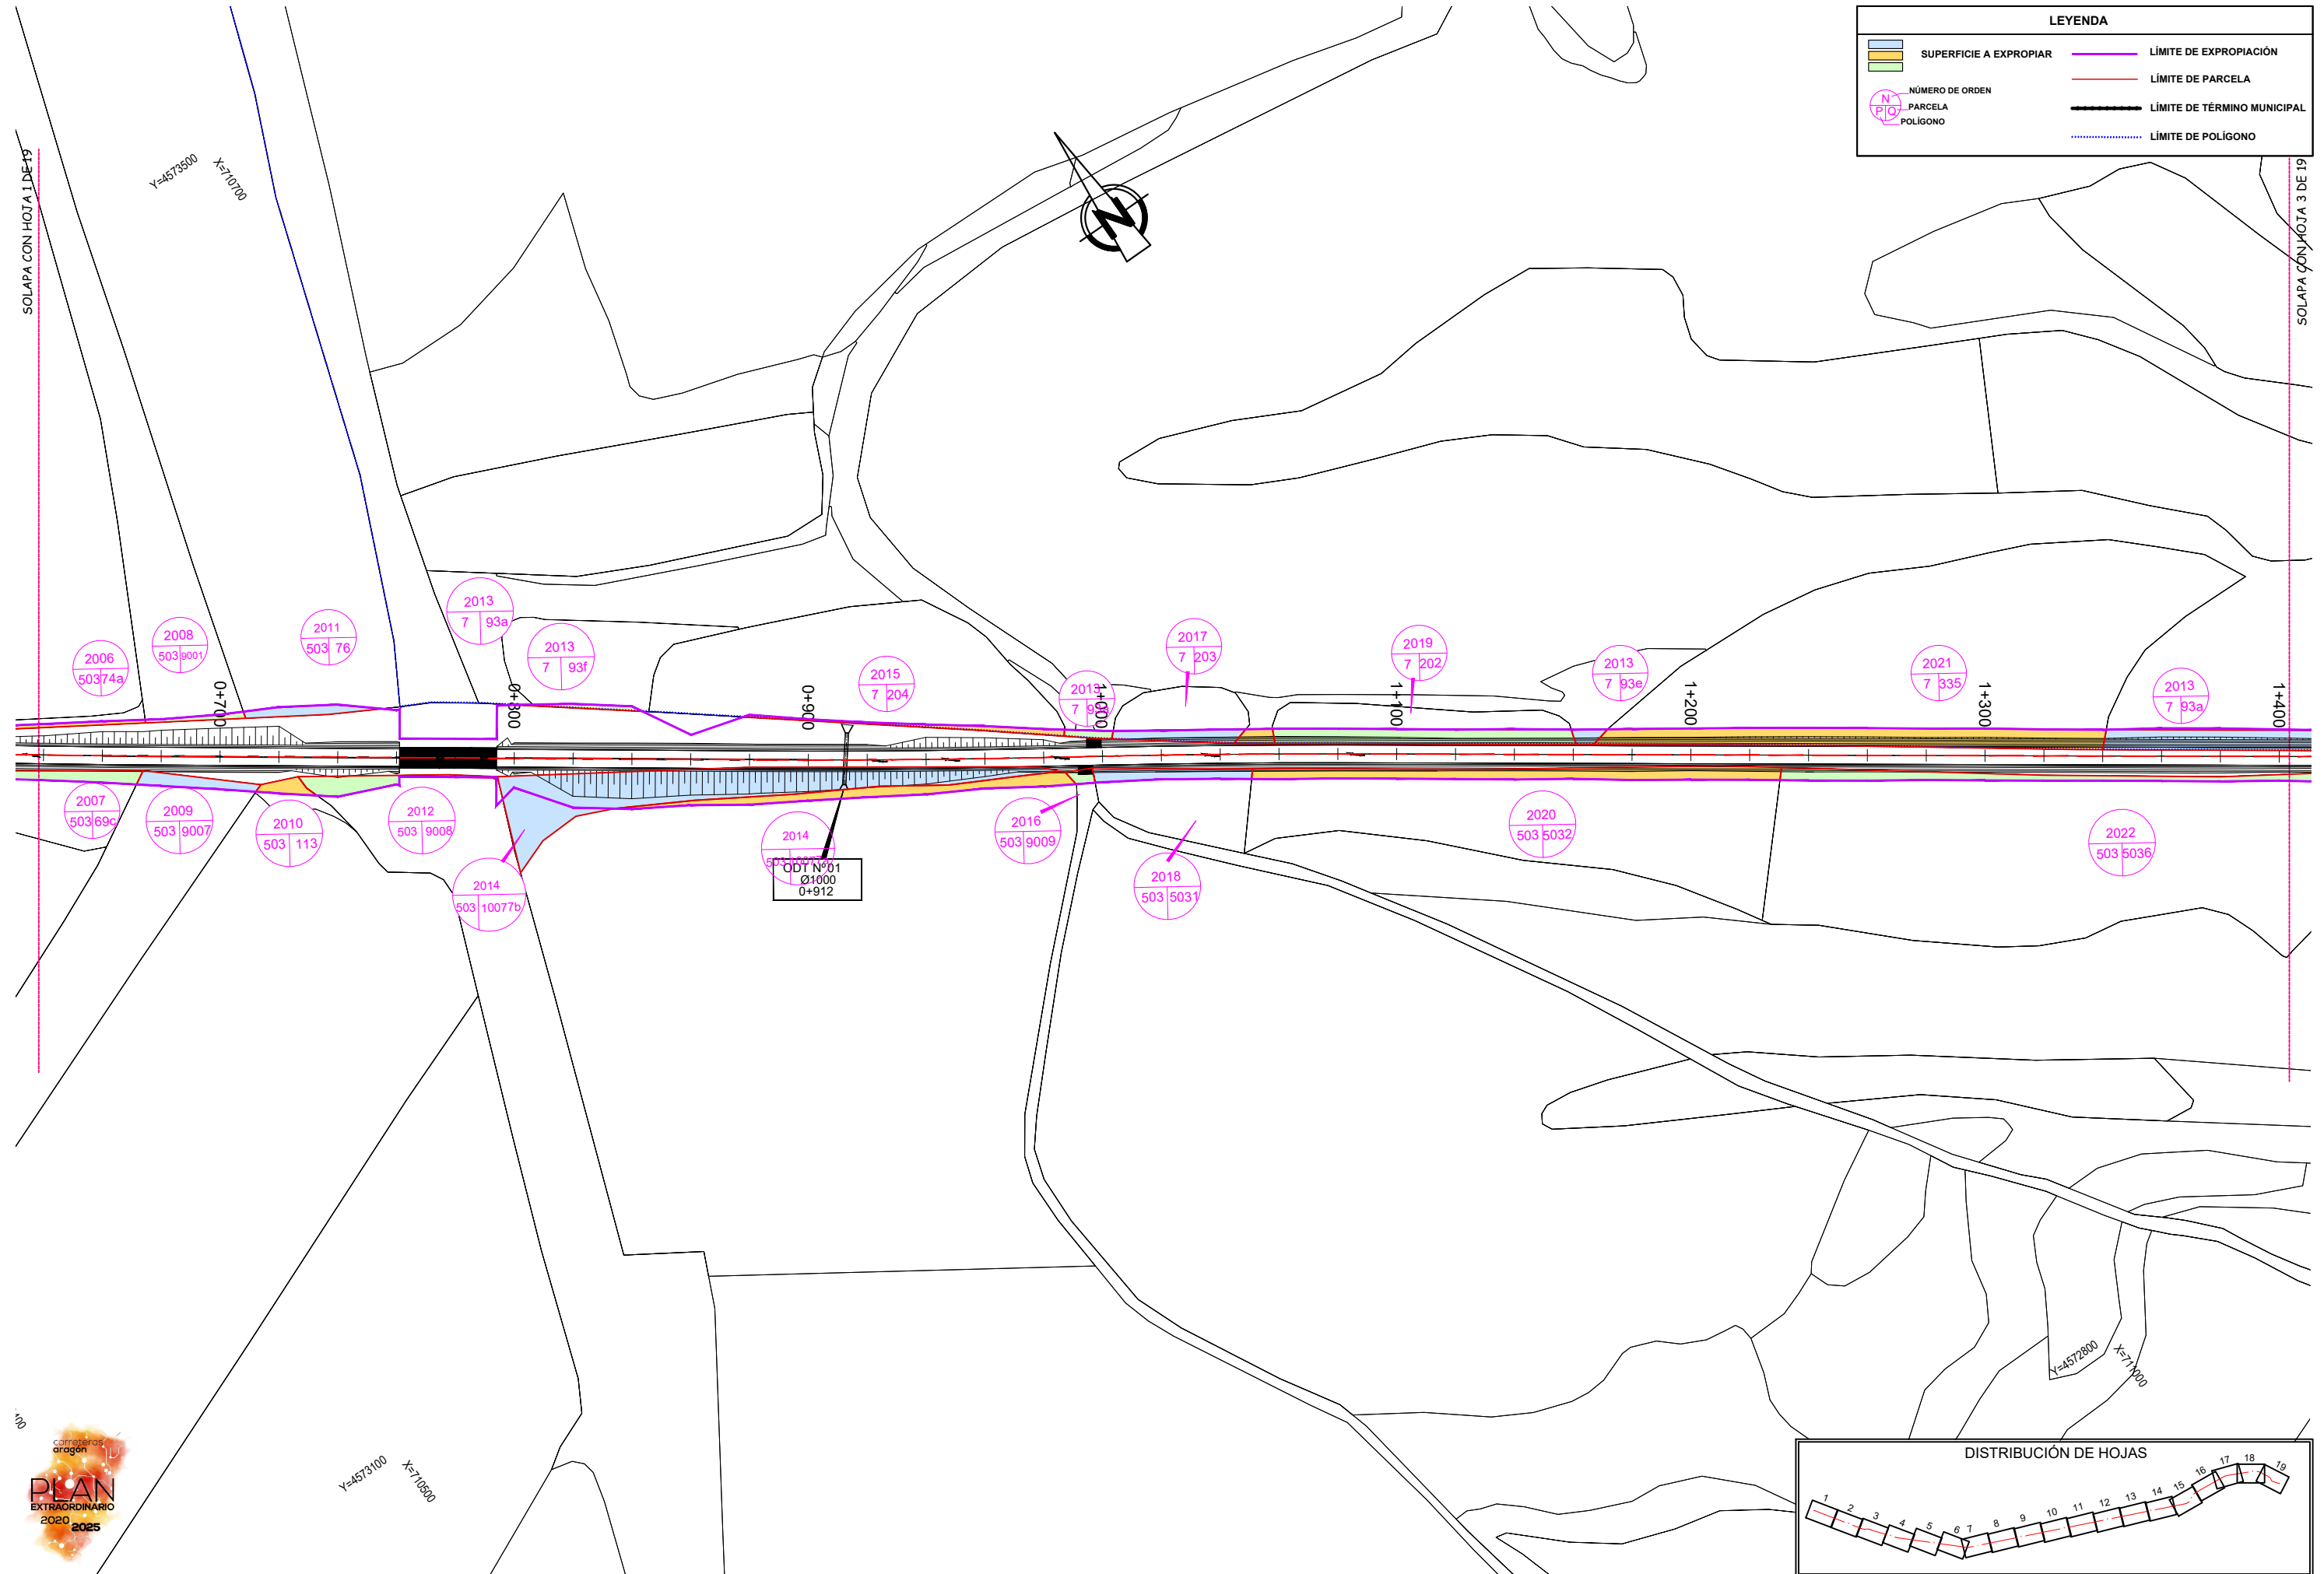 LEYENDA
SUPERFICIE A EXPROPIAR
LÍMITE DE EXPROPIACIÓN
LÍMITE DE PARCELA
NÚMERO DE ORDEN
N
PARCELA
P Q
POLÍGONO
LÍMITE DE TÉRMINO MUNICIPAL
LÍMITE DE POLÍGONO
SOLAPA CON HOJA 1 DE 19
SOLAPA CON HOJA 3 DE 19
Y=4573500
X=710700
N
2006
503 74a
2008
503 9001
2011
503 76
2013
7 93a
2013
7 93f
2015
7 204
2013
7
2017
7 203
2019
7 202
2013
7 93e
2021
7 335
2013
7 93a
0+700
0+800
0+900
1+000
1+100
1+200
1+300
1+400
2007
503 69c
2009
503 9007
2010
503 113
2012
503 9008
2014
503 10077b
2014
503
ODT Nº01
Ø1000
0+912
2016
503 9009
2018
503 5031
2020
503 5032
2022
503 5036
Y=4572800
X=711000
Y=4573100
X=710500
carreteras
aragón
PLAN
EXTRAORDINARIO
2020
2025
DISTRIBUCIÓN DE HOJAS
1 2 3 4 5 6 7 8 9 10 11 12 13 14 15 16 17 18 19